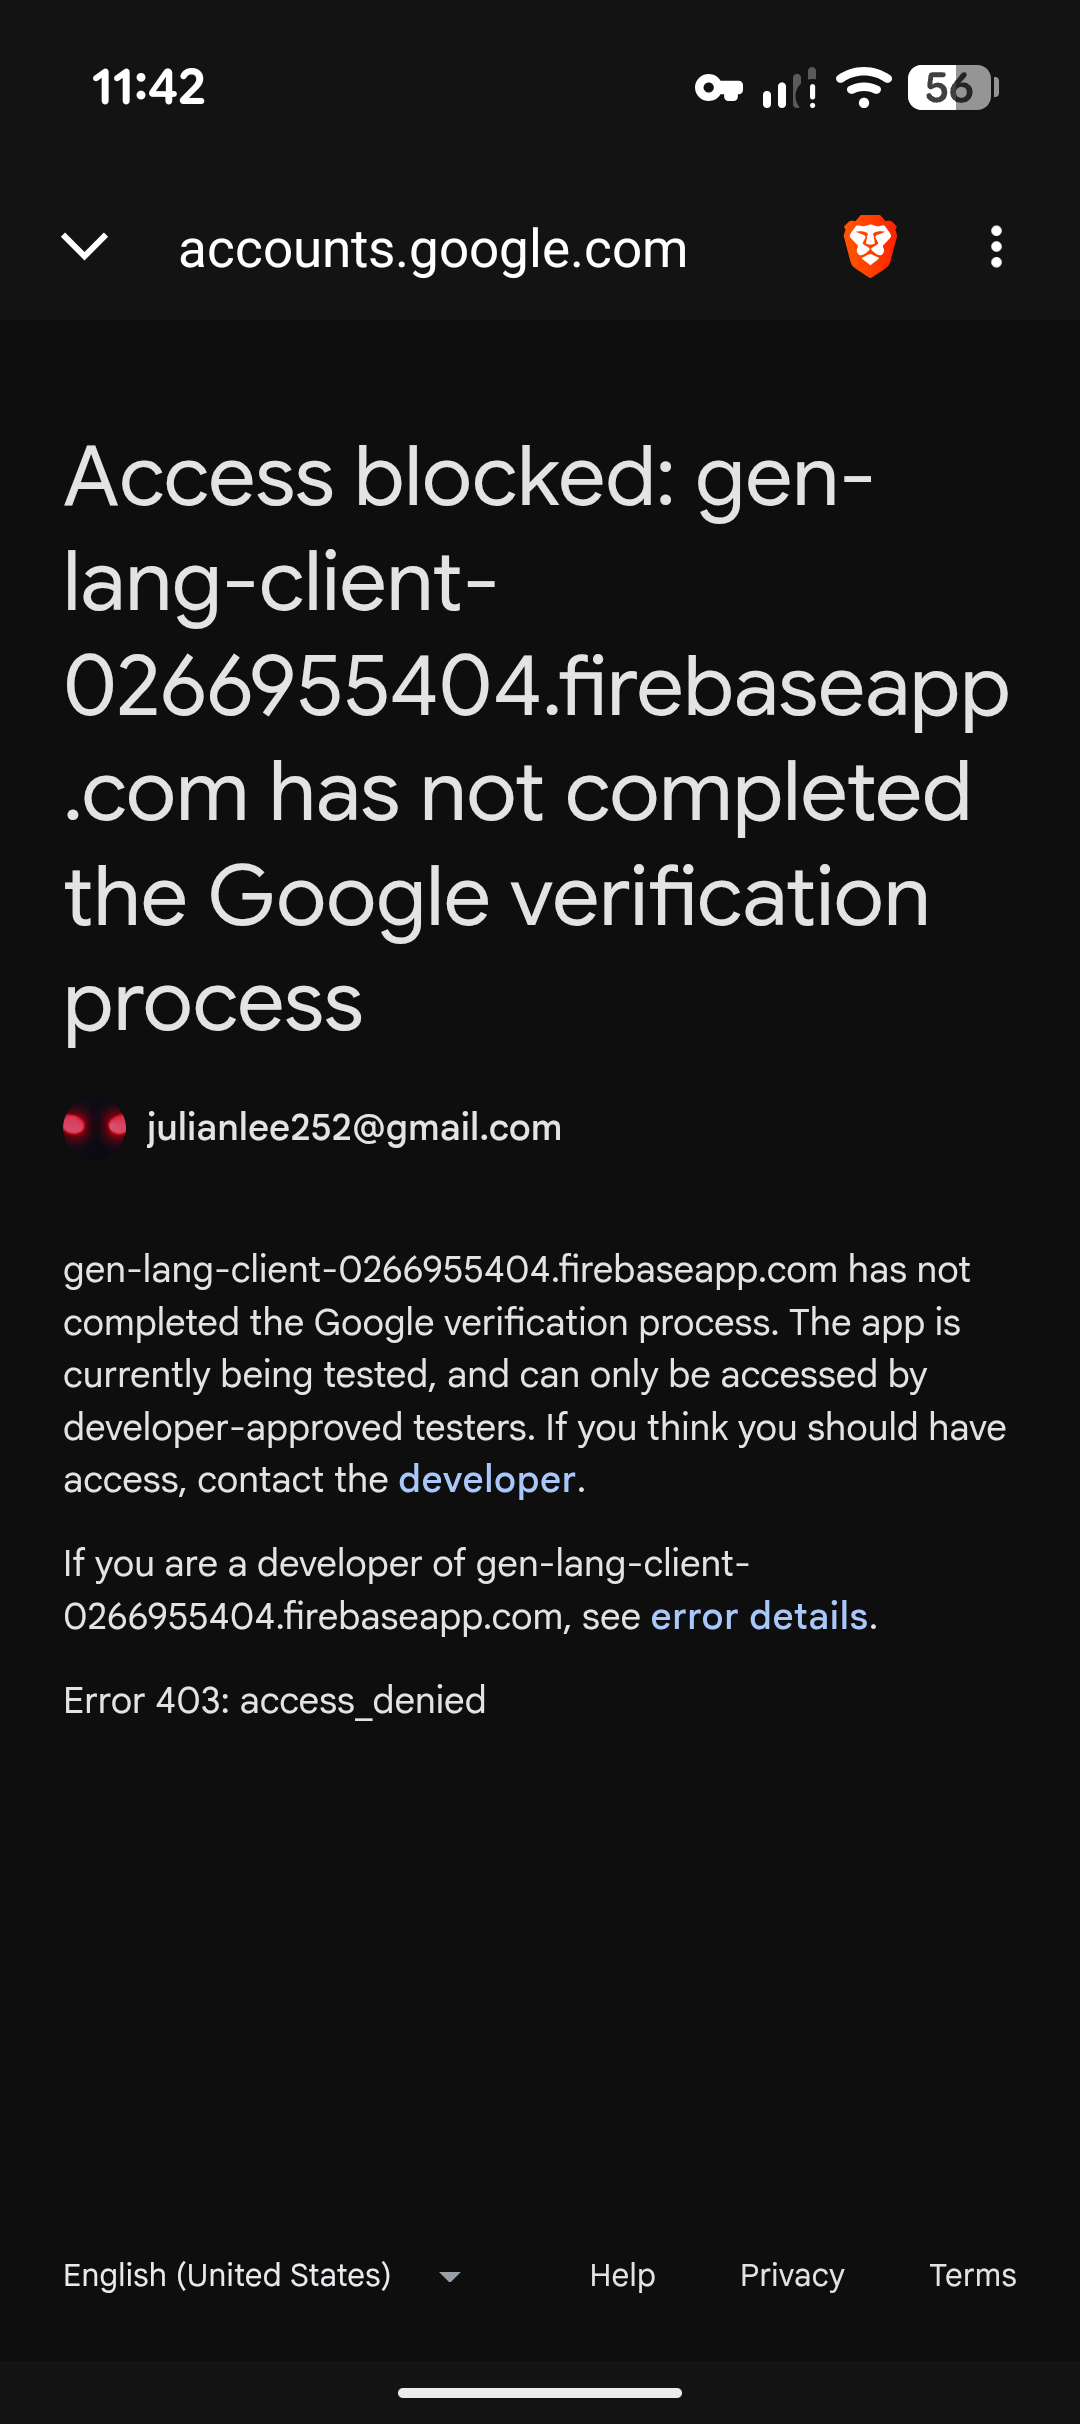 11:42
56
accounts.google.com
Access blocked: gen-
lang-client-
0266955404.firebaseapp
.com has not completed
the Google verification
process
julianlee252@gmail.com
gen-lang-client-0266955404.firebaseapp.com has not
completed the Google verification process. The app is
currently being tested, and can only be accessed by
developer-approved testers. If you think you should have
access, contact the developer.
If you are a developer of gen-lang-client-
0266955404.firebaseapp.com, see error details.
Error 403: access_denied
English (United States) Help Privacy Terms